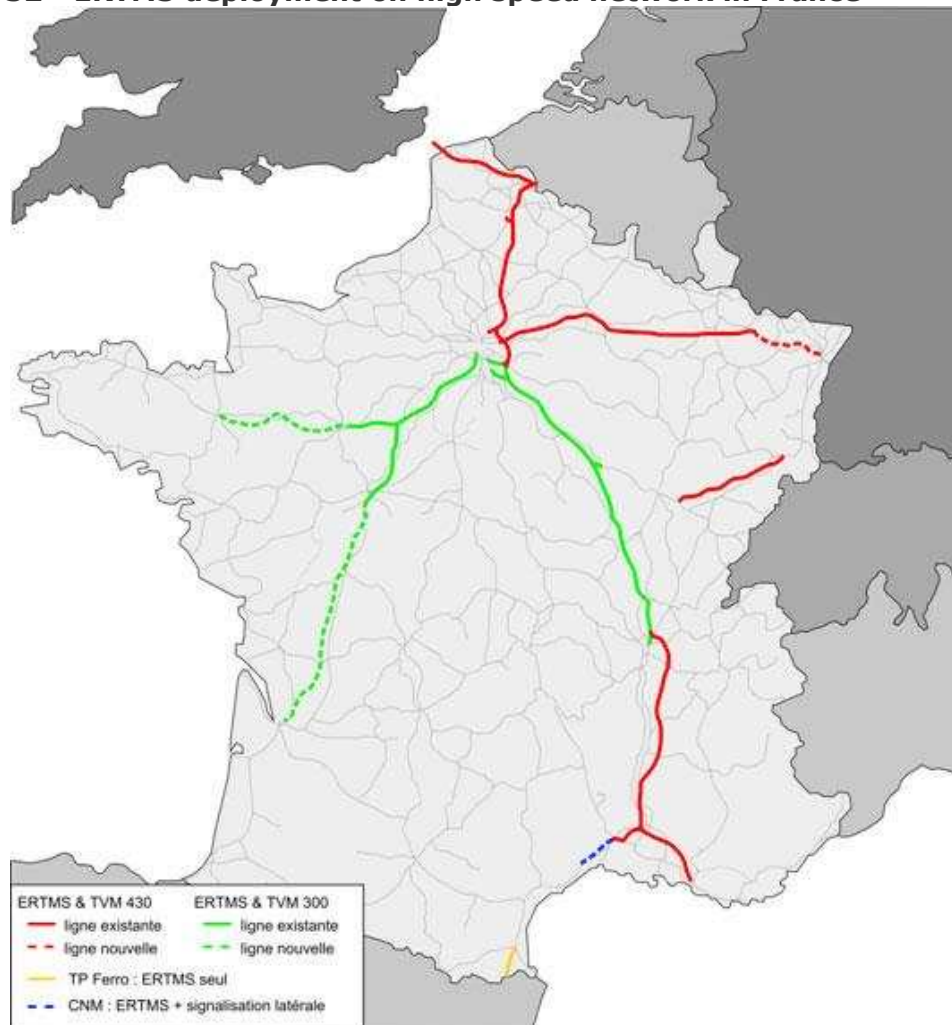 ERTMS deployment on high speed network in France
ERTMS & TVM 430
ligne existante
ligne nouvelle
ERTMS & TVM 300
ligne existante
ligne nouvelle
TP Ferro : ERTMS seul
CNM : ERTMS + signalisation latérale